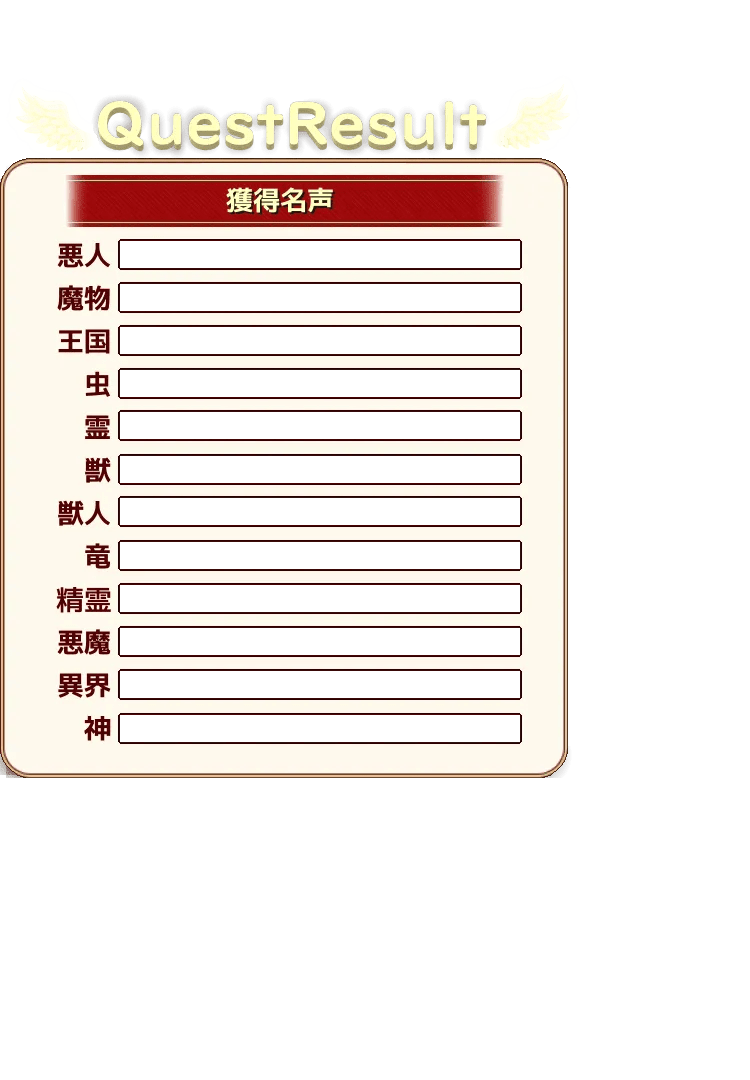 QuestResult
獲得名声
悪人
魔物
王国
虫
霊
獣
獣人
竜
精霊
悪魔
異界
神